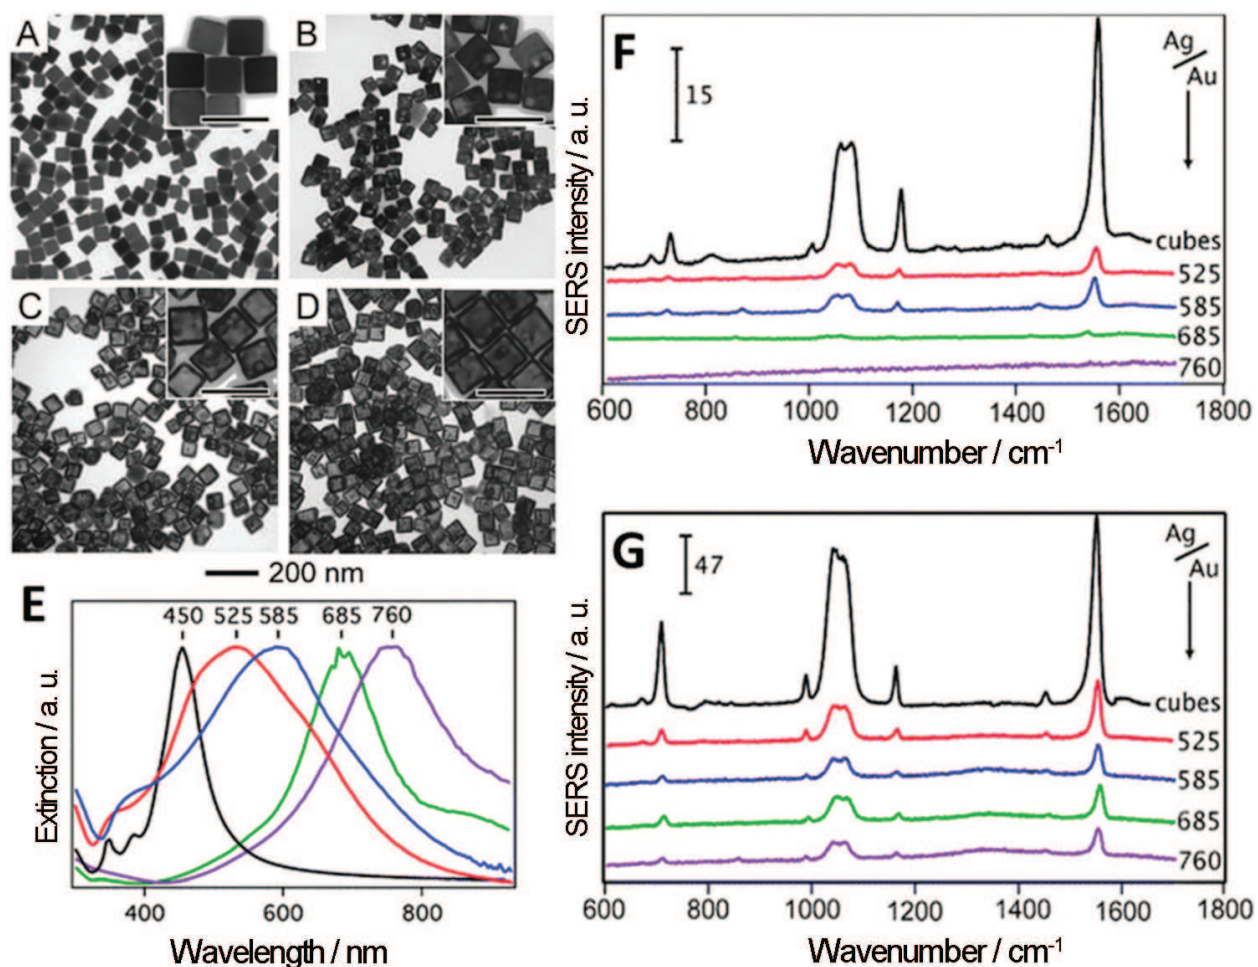 A
B
C
D
200 nm
E
450 525 585 685 760
Extinction / a. u.
400 600 800
Wavelength / nm
F
15
Ag
Au
cubes
525
585
685
760
SERS intensity / a. u.
600 800 1000 1200 1400 1600 1800
Wavenumber / cm⁻¹
G
47
Ag
Au
cubes
525
585
685
760
SERS intensity / a. u.
600 800 1000 1200 1400 1600 1800
Wavenumber / cm⁻¹